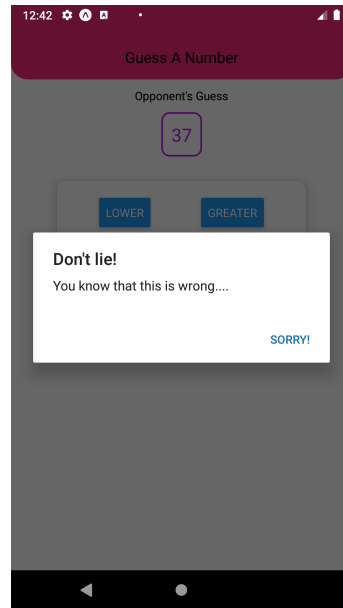 12:42
Guess A Number
Opponent's Guess
37
LOWER GREATER
Don't lie!
You know that this is wrong....
SORRY!